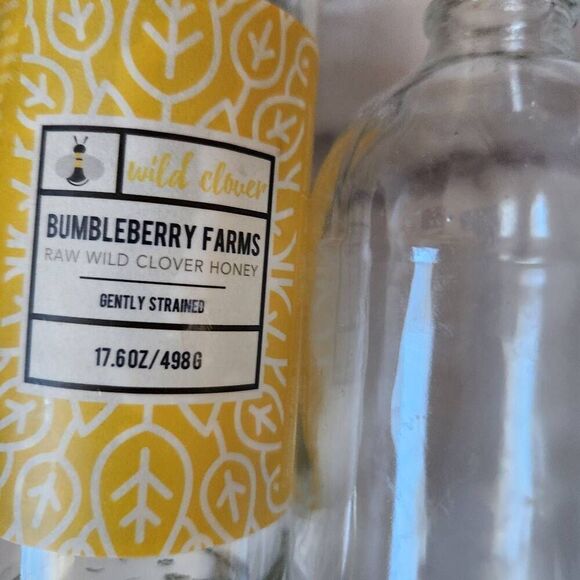 wild clover
BUMBLEBERRY FARMS
RAW WILD CLOVER HONEY
GENTLY STRAINED
17.6OZ/498G